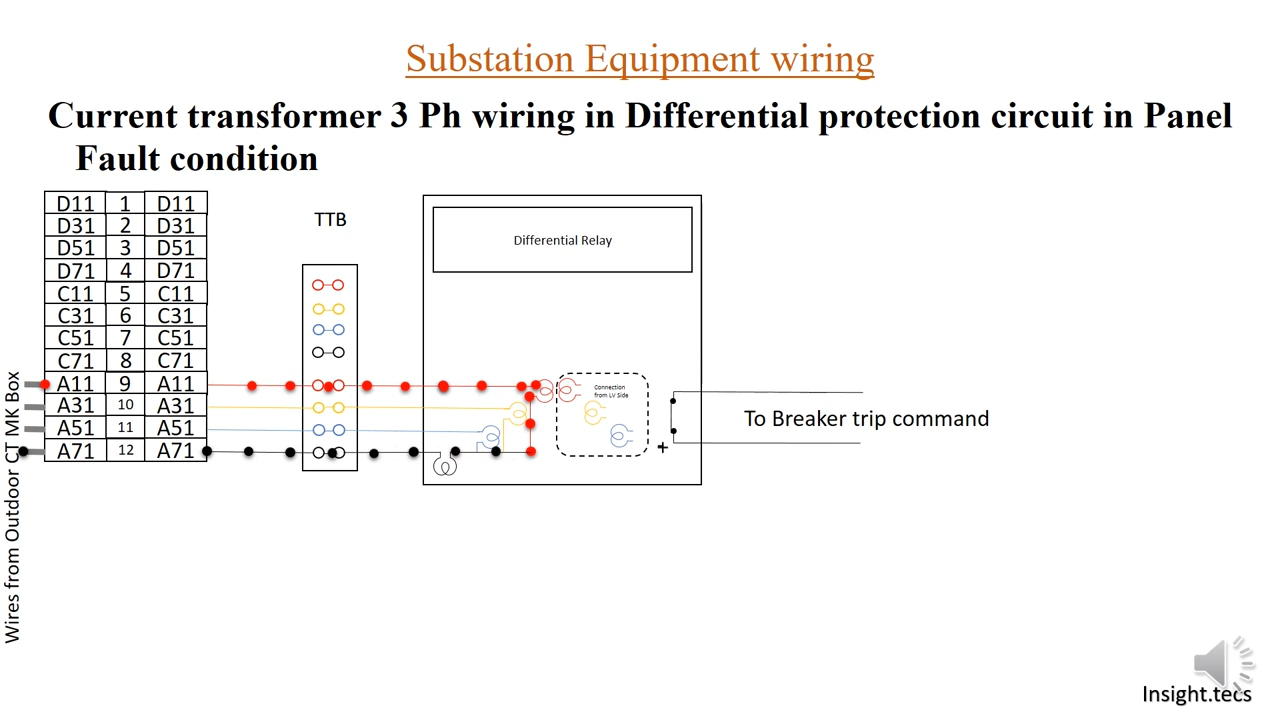 Substation Equipment wiring
Current transformer 3 Ph wiring in Differential protection circuit in Panel
Fault condition
D11 1 D11
D31 2 D31
D51 3 D51
D71 4 D71
C11 5 C11
C31 6 C31
C51 7 C51
C71 8 C71
A11 9 A11
A31 10 A31
A51 11 A51
A71 12 A71
Wires from Outdoor CT MK Box
TTB
Differential Relay
Connection
from LV Side
+
To Breaker trip command
Insight.tecs